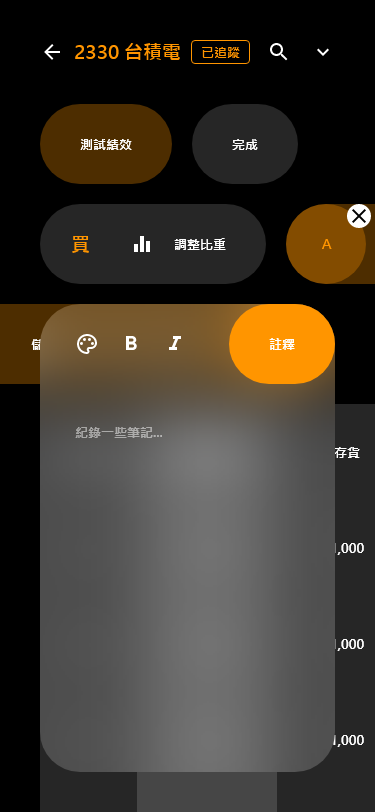 2330 台積電 已追蹤
測試績效 完成
買 調整比重 A
註釋
紀錄一些筆記...
存貨
,000
,000
,000